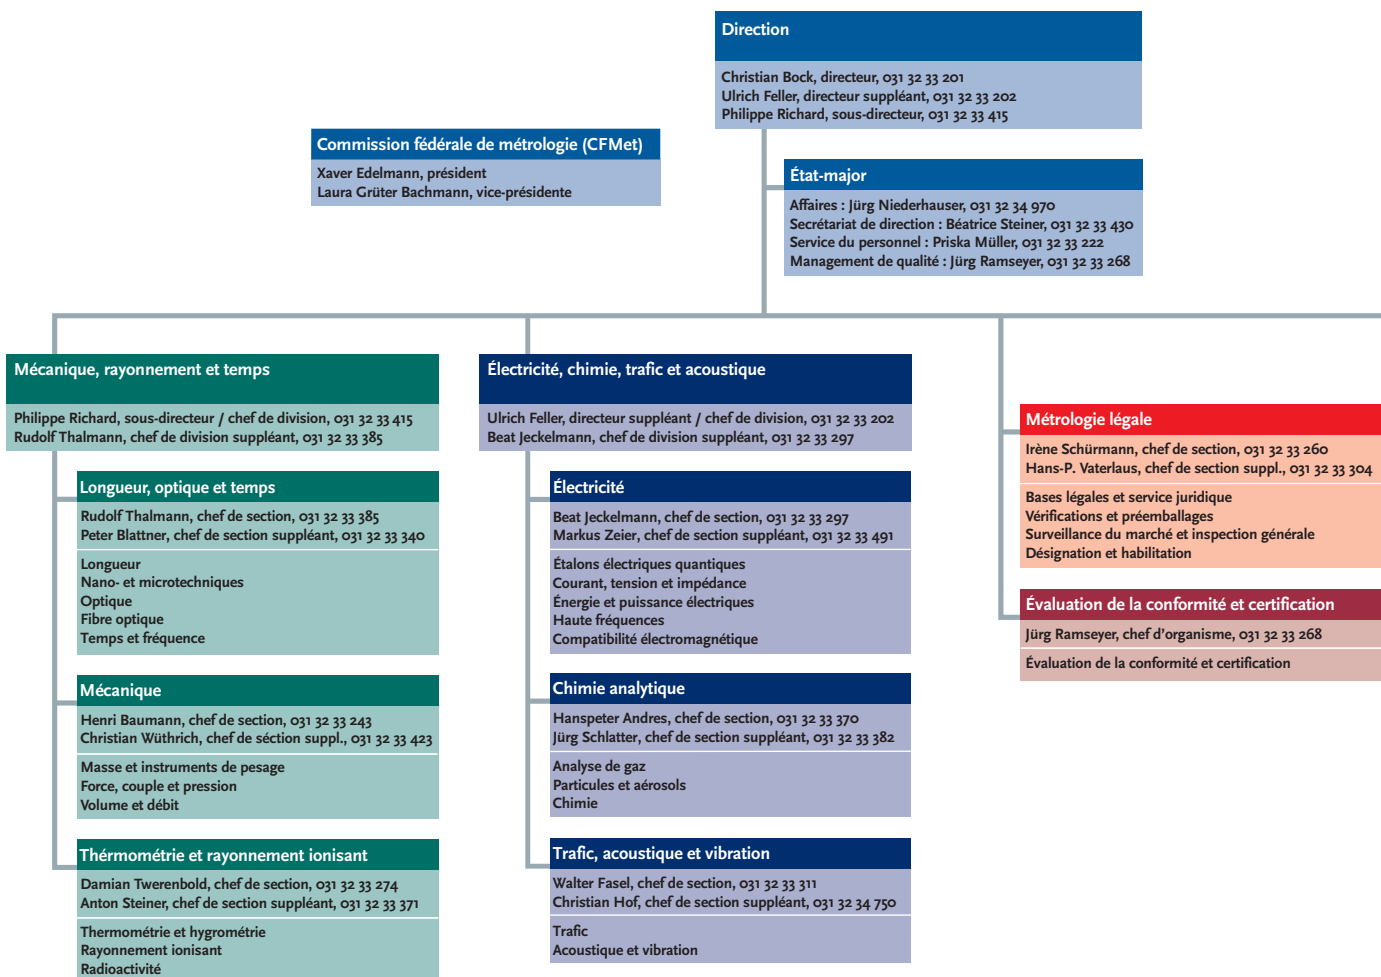 Direction
Christian Bock, directeur, 031 32 33 201
Ulrich Feller, directeur suppléant, 031 32 33 202
Philippe Richard, sous-directeur, 031 32 33 415
Commission fédérale de métrologie (CFMet)
Xaver Edelmann, président
Laura Grüter Bachmann, vice-présidente
État-major
Affaires : Jürg Niederhauser, 031 32 34 970
Secrétariat de direction : Béatrice Steiner, 031 32 33 430
Service du personnel : Priska Müller, 031 32 33 222
Management de qualité : Jürg Ramseyer, 031 32 33 268
Mécanique, rayonnement et temps
Philippe Richard, sous-directeur / chef de division, 031 32 33 415
Rudolf Thalmann, chef de division suppléant, 031 32 33 385
Longueur, optique et temps
Rudolf Thalmann, chef de section, 031 32 33 385
Peter Blattner, chef de section suppléant, 031 32 33 340
Longueur
Nano- et microtechniques
Optique
Fibre optique
Temps et fréquence
Mécanique
Henri Baumann, chef de section, 031 32 33 243
Christian Wüthrich, chef de séction suppl., 031 32 33 423
Masse et instruments de pesage
Force, couple et pression
Volume et débit
Thérmométrie et rayonnement ionisant
Damian Twerenbold, chef de section, 031 32 33 274
Anton Steiner, chef de section suppléant, 031 32 33 371
Thermométrie et hygrométrie
Rayonnement ionisant
Radioactivité
Électricité, chimie, trafic et acoustique
Ulrich Feller, directeur suppléant / chef de division, 031 32 33 202
Beat Jeckelmann, chef de division suppléant, 031 32 33 297
Électricité
Beat Jeckelmann, chef de section, 031 32 33 297
Markus Zeier, chef de section suppléant, 031 32 33 491
Étalons électriques quantiques
Courant, tension et impédance
Énergie et puissance électriques
Haute fréquences
Compatibilité électromagnétique
Chimie analytique
Hanspeter Andres, chef de section, 031 32 33 370
Jürg Schlatter, chef de section suppléant, 031 32 33 382
Analyse de gaz
Particules et aérosols
Chimie
Trafic, acoustique et vibration
Walter Fasel, chef de section, 031 32 33 311
Christian Hof, chef de section suppléant, 031 32 34 750
Trafic
Acoustique et vibration
Métrologie légale
Irène Schürmann, chef de section, 031 32 33 260
Hans-P. Vaterlaus, chef de section suppl., 031 32 33 304
Bases légales et service juridique
Vérifications et préemballages
Surveillance du marché et inspection générale
Désignation et habilitation
Évaluation de la conformité et certification
Jürg Ramseyer, chef d'organisme, 031 32 33 268
Évaluation de la conformité et certification